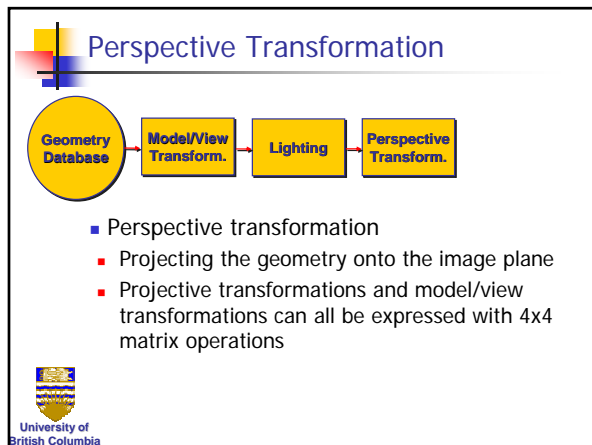 Perspective Transformation
Geometry
Database
Model/View
Transform.
Lighting
Perspective
Transform.
Perspective transformation
Projecting the geometry onto the image plane
Projective transformations and model/view
transformations can all be expressed with 4x4
matrix operations
University of
British Columbia